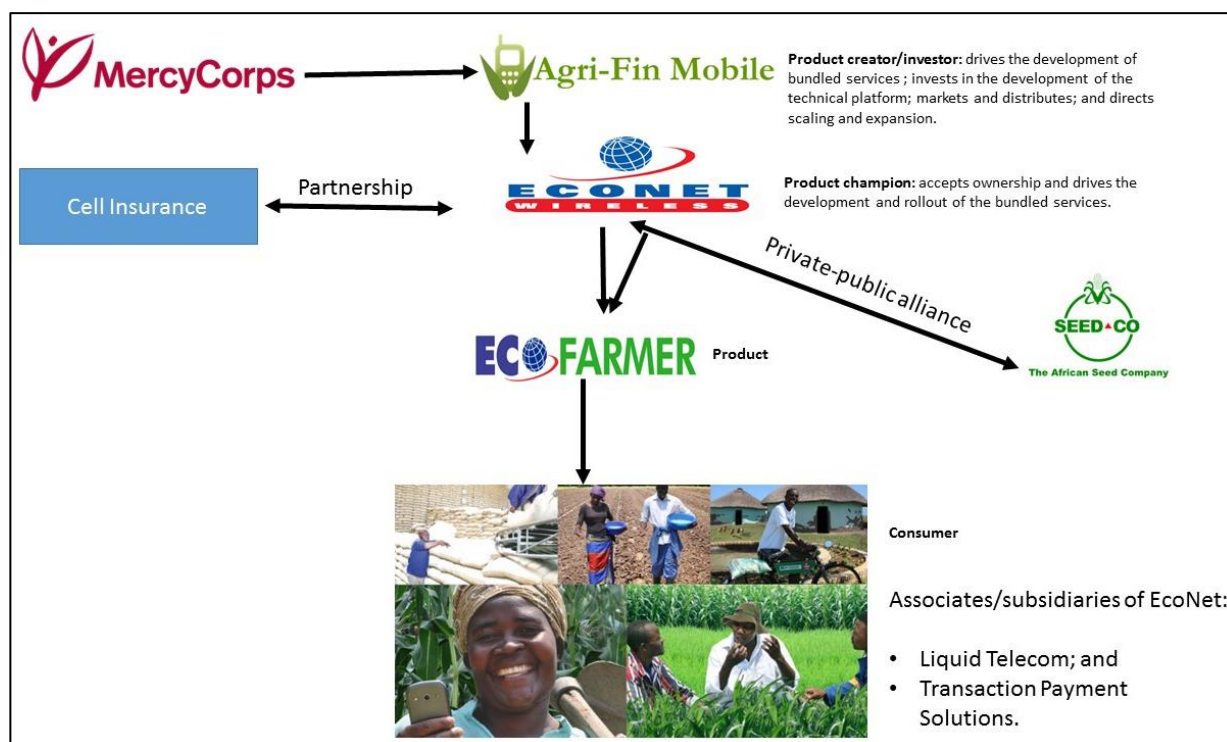 MercyCorps
Agri-Fin Mobile
Product creator/investor: drives the development of
bundled services ; invests in the development of the
technical platform; markets and distributes; and directs
scaling and expansion.
Cell Insurance
Partnership
ECONET
WIRELESS
Product champion: accepts ownership and drives the
development and rollout of the bundled services.
Private-public alliance
SEED CO
The African Seed Company
ECOFARMER
Product
Consumer
Associates/subsidiaries of EcoNet:
• Liquid Telecom; and
• Transaction Payment
Solutions.